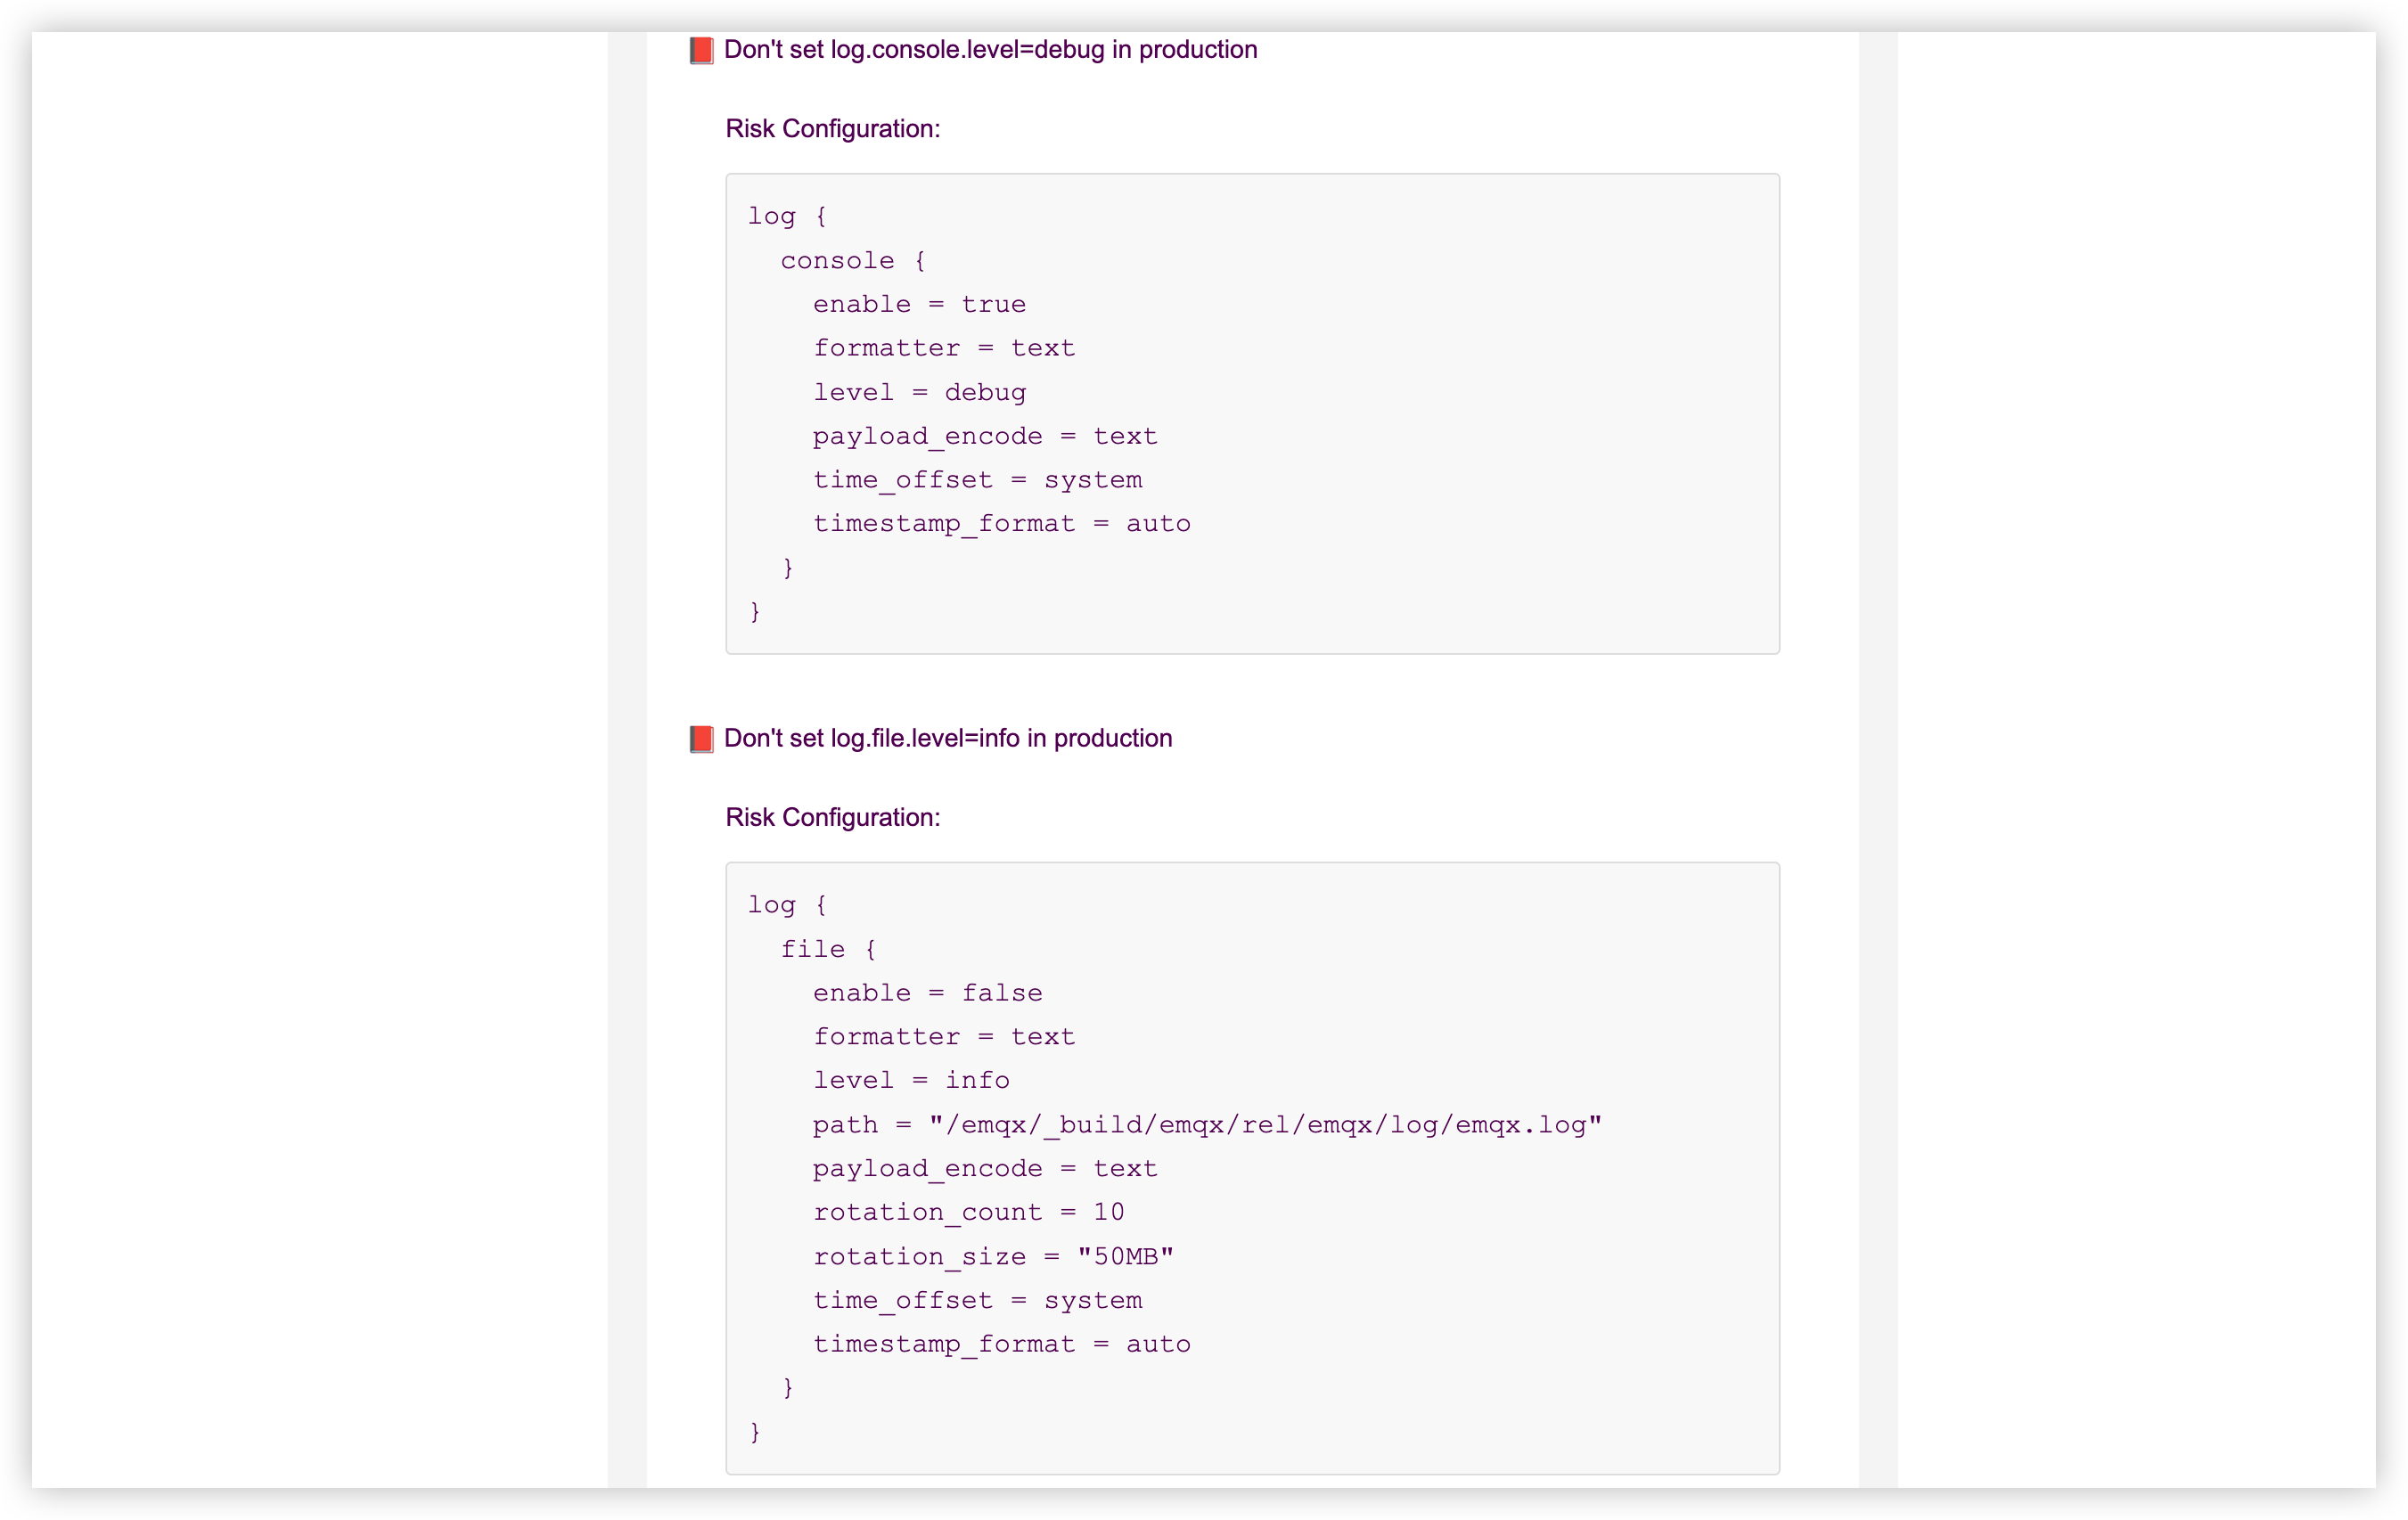 📕 Don't set log.console.level=debug in production
Risk Configuration:
log {
  console {
    enable = true
    formatter = text
    level = debug
    payload_encode = text
    time_offset = system
    timestamp_format = auto
  }
}
📕 Don't set log.file.level=info in production
Risk Configuration:
log {
  file {
    enable = false
    formatter = text
    level = info
    path = "/emqx/_build/emqx/rel/emqx/log/emqx.log"
    payload_encode = text
    rotation_count = 10
    rotation_size = "50MB"
    time_offset = system
    timestamp_format = auto
  }
}